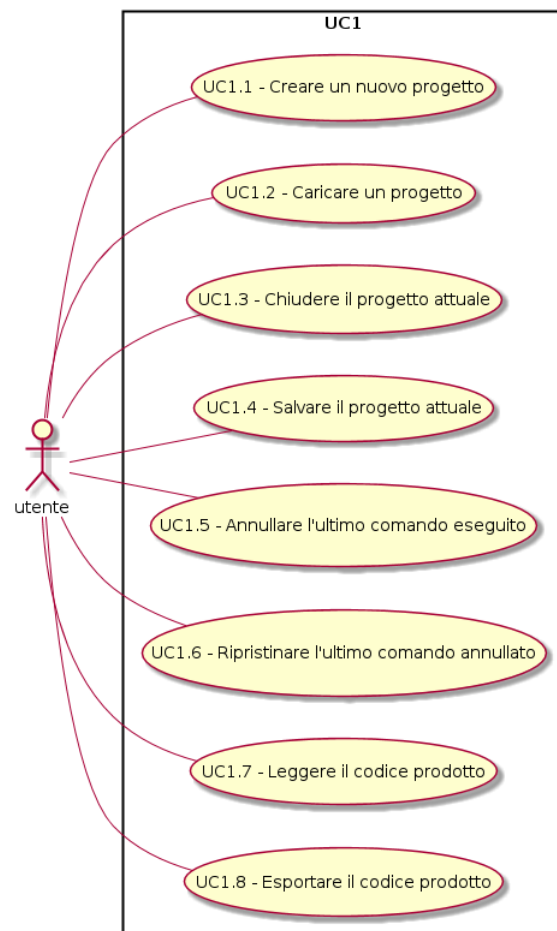 UC1
UC1.1 - Creare un nuovo progetto
UC1.2 - Caricare un progetto
UC1.3 - Chiudere il progetto attuale
UC1.4 - Salvare il progetto attuale
utente
UC1.5 - Annullare l'ultimo comando eseguito
UC1.6 - Ripristinare l'ultimo comando annullato
UC1.7 - Leggere il codice prodotto
UC1.8 - Esportare il codice prodotto